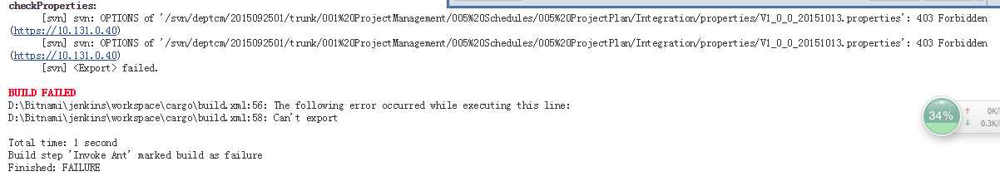 checkProperties:
[svn] svn: OPTIONS of '/svn/deptcm/2015092501/trunk/001%20ProjectManagement/005%20Schedules/005%20ProjectPlan/Integration/properties/V1_0_0_20151013.properties': 403 Forbidden
(https://10.131.0.40)
[svn] svn: OPTIONS of '/svn/deptcm/2015092501/trunk/001%20ProjectManagement/005%20Schedules/005%20ProjectPlan/Integration/properties/V1_0_0_20151013.properties': 403 Forbidden
(https://10.131.0.40)
[svn] <Export> failed.
BUILD FAILED
D:\Bitnami\jenkins\workspace\cargo\build.xml:56: The following error occurred while executing this line:
D:\Bitnami\jenkins\workspace\cargo\build.xml:58: Can't export
34%
0K/
0.3K/
Total time: 1 second
Build step 'Invoke Ant' marked build as failure
Finished: FAILURE